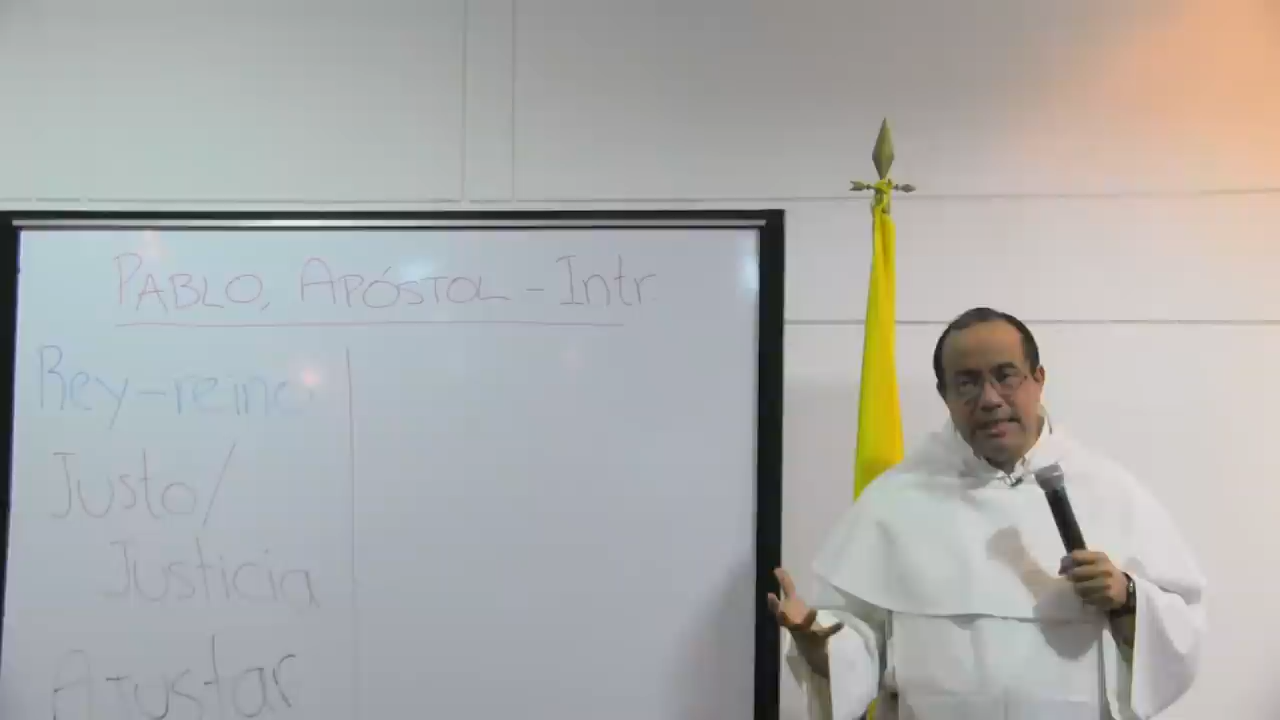 PABLO, APÓSTOL - Intr
Rey-reino
Justo/
Justicia
Ajustar